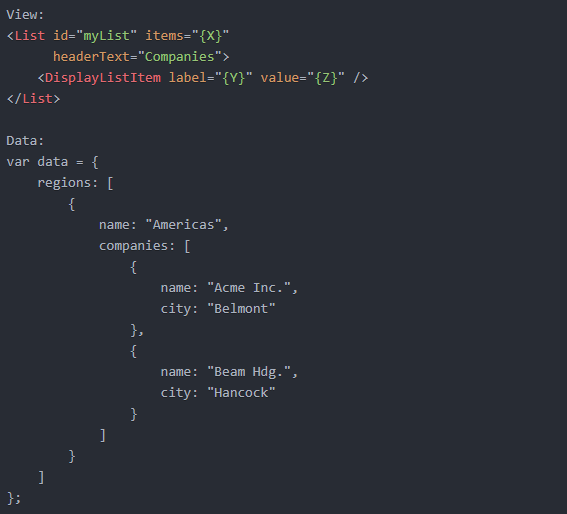 View:
<List id="myList" items="{X}"
      headerText="Companies">
    <DisplayListItem label="{Y}" value="{Z}" />
</List>

Data:
var data = {
    regions: [
        {
            name: "Americas",
            companies: [
                {
                    name: "Acme Inc.",
                    city: "Belmont"
                },
                {
                    name: "Beam Hdg.",
                    city: "Hancock"
                }
            ]
        }
    ]
};